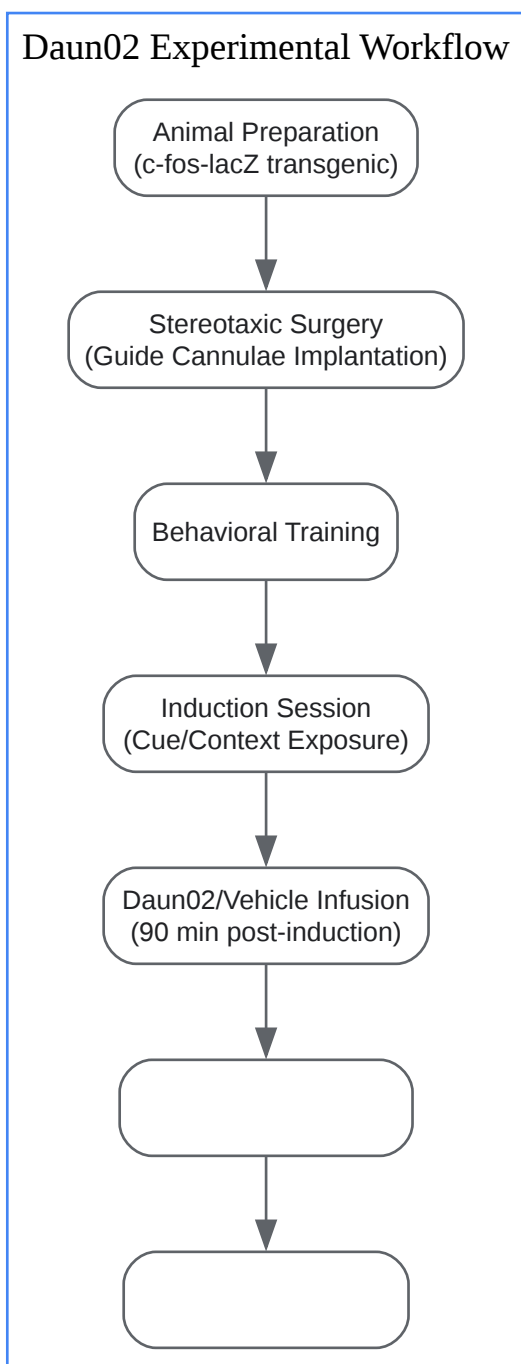 Daun02 Experimental Workflow
Animal Preparation
(c-fos-lacZ transgenic)
Stereotaxic Surgery
(Guide Cannulae Implantation)
Behavioral Training
Induction Session
(Cue/Context Exposure)
Daun02/Vehicle Infusion
(90 min post-induction)